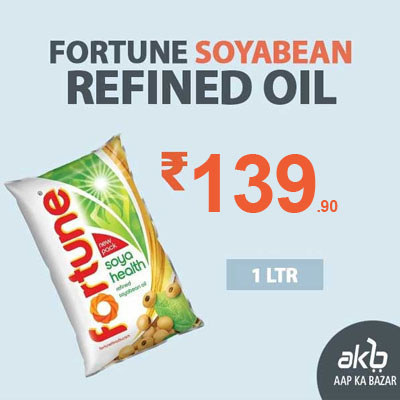 FORTUNE SOYABEAN
REFINED OIL
₹139.90
fortune
new
pack
soya
health
refined
soyabean oil
1 LTR
akb
AAP KA BAZAR